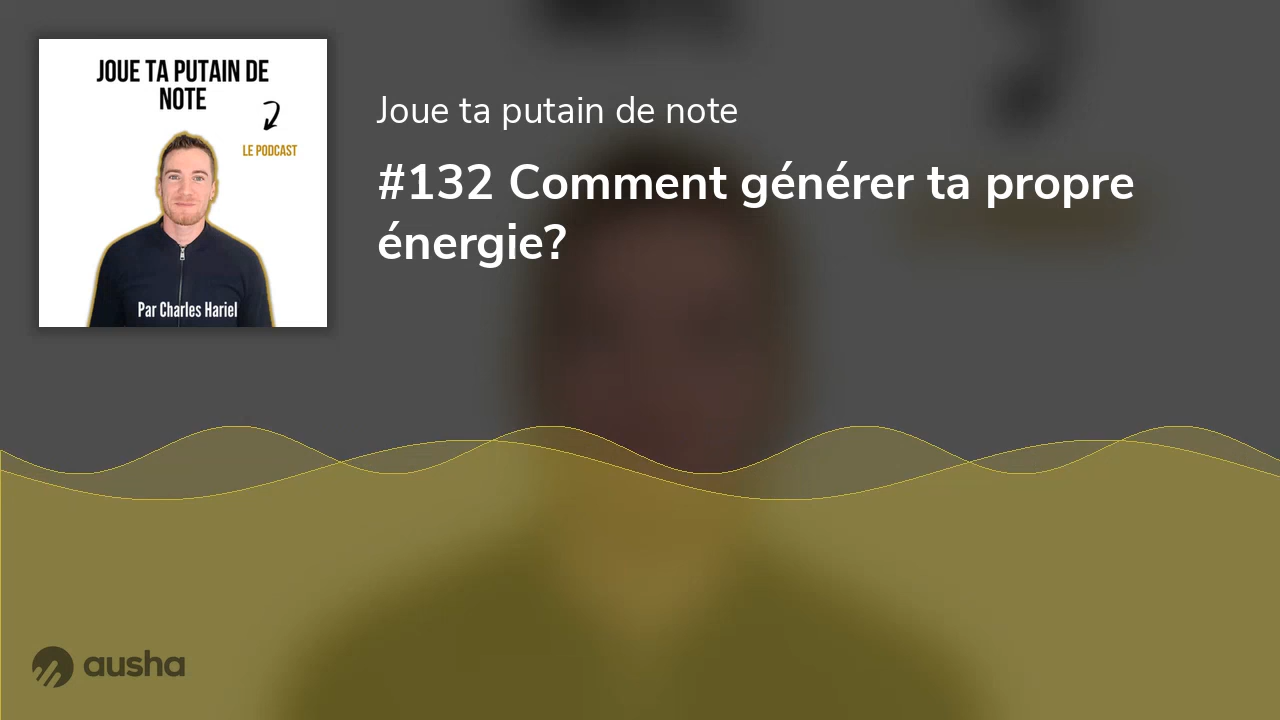 JOUE TA PUTAIN DE
NOTE
LE PODCAST
Par Charles Hariel
Joue ta putain de note
#132 Comment générer ta propre
énergie?
ausha